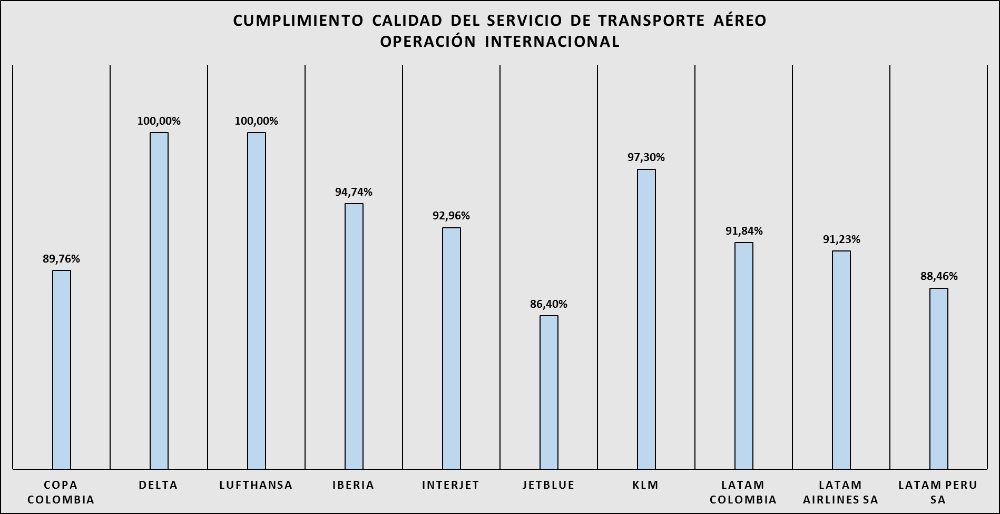 CUMPLIMIENTO CALIDAD DEL SERVICIO DE TRANSPORTE AÉREO
OPERACIÓN INTERNACIONAL
89,76%
100,00%
100,00%
94,74%
92,96%
86,40%
97,30%
91,84%
91,23%
88,46%
COPA
COLOMBIA
DELTA
LUFTHANSA
IBERIA
INTERJET
JETBLUE
KLM
LATAM
COLOMBIA
LATAM
AIRLINES SA
LATAM PERU
SA